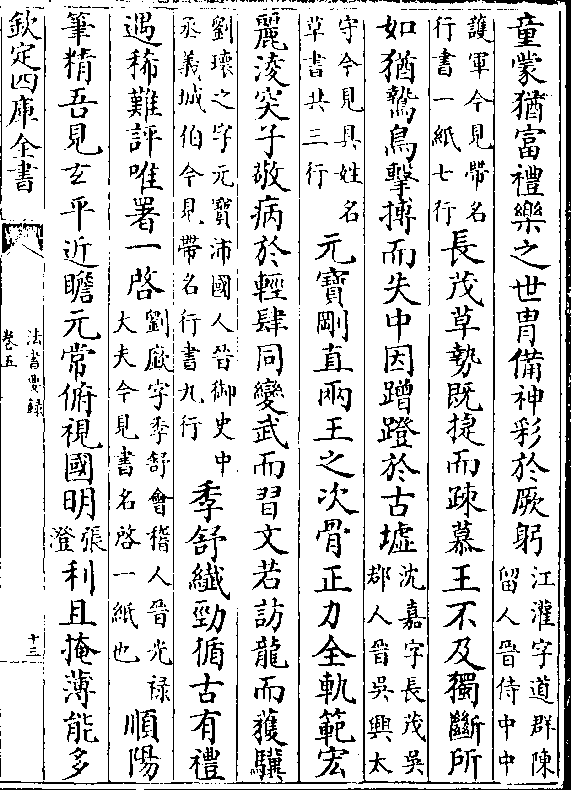 童蒙猶富禮樂之世胄備神彩於厥躬江灌字道群陳留人晉侍中中
護軍今見帶名行書一紙七行長茂草勢既㨗而疎慕王不及獨斷所
如猶鷙鳥擊搏而失中因蹭蹬於古墟沈嘉字長茂吳郡人晉吳興太
守今見具姓名草書共三行元寶剛直兩王之次骨正力全軌範宏
麗淩突子敬病於輕肆同變武而習文若訪龍而獲驥
劉瓌之字元寶沛國人晉御史中丞義城伯今見帶名行書九行季舒纎勁循古有禮
遇稀難評唯署一啓劉廞字季舒會稽人晉光祿大夫今見書名啓一紙也順陽
筆精吾見玄平近瞻元常俯視國明張澄利且掩薄能多
欽定四庫全書
法書要録
卷五
十三